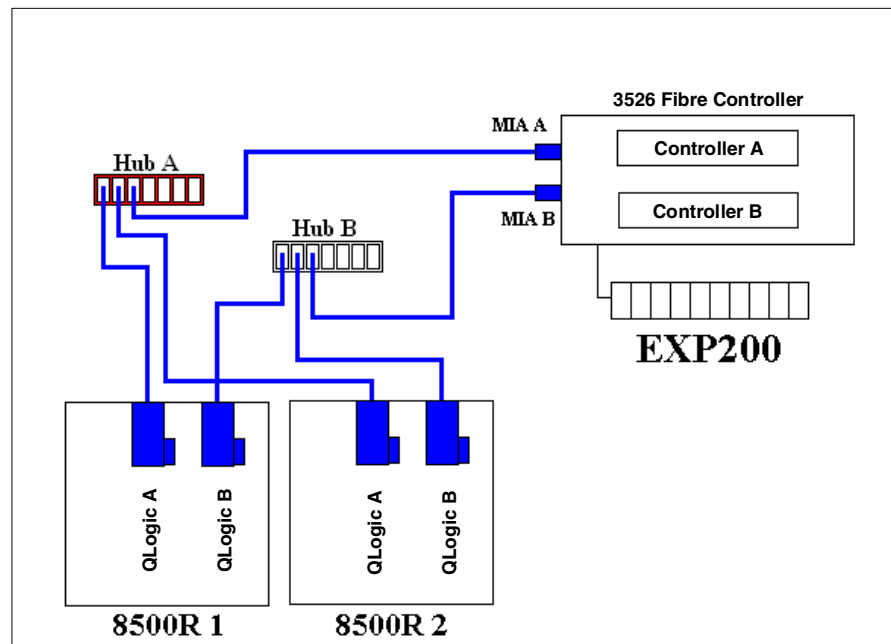 3526 Fibre Controller
MIA A
Controller A
Hub A
Controller B
MIA B
Hub B
EXP200
QLogic A
QLogic B
QLogic A
QLogic B
8500R 1
8500R 2